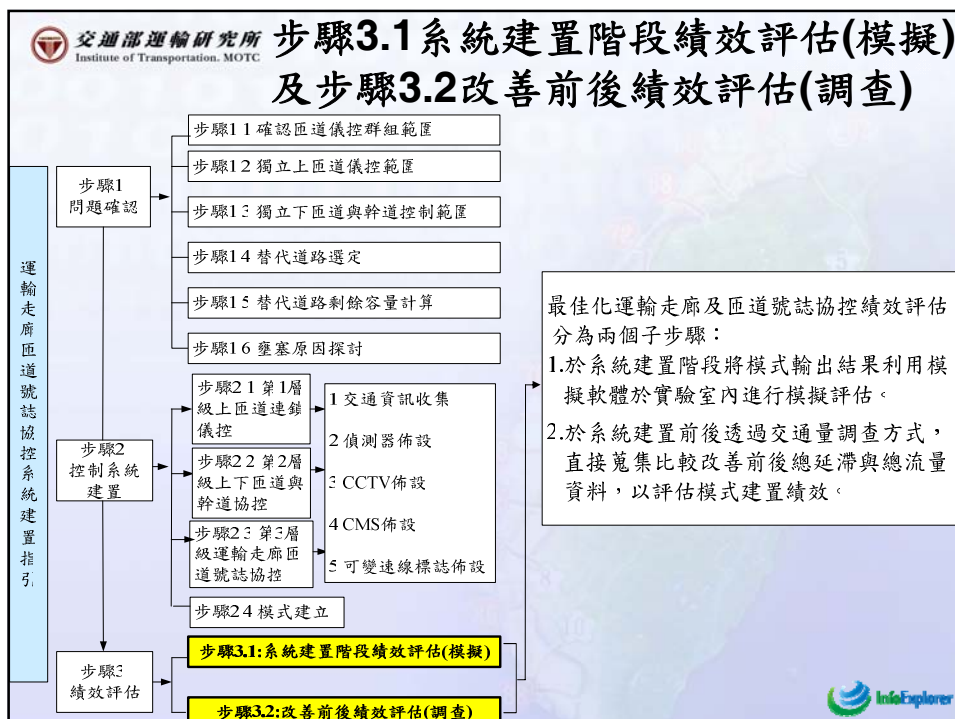 交通部運輸研究所
Institute of Transportation. MOTC
步驟3.1系統建置階段績效評估(模擬)
及步驟3.2改善前後績效評估(調查)
運輸走廊匝道號誌協控系統建置指引
步驟1
問題確認
步驟1 1 確認匝道儀控群組範圍
步驟1 2 獨立上匝道儀控範圍
步驟1 3 獨立下匝道與幹道控制範圍
步驟1 4 替代道路選定
步驟1 5 替代道路剩餘容量計算
步驟1 6 壅塞原因探討
步驟2
控制系統
建置
步驟2 1 第1層
級上匝道連鎖
儀控
步驟2 2 第2層
級上下匝道與
幹道協控
步驟2 3 第3層
級運輸走廊匝
道號誌協控
步驟2 4 模式建立
1 交通資訊收集
2 偵測器佈設
3 CCTV佈設
4 CMS佈設
5 可變速線標誌佈設
步驟3
績效評估
步驟3.1:系統建置階段績效評估(模擬)
步驟3.2:改善前後績效評估(調查)
最佳化運輸走廊及匝道號誌協控績效評估
分為兩個子步驟：
1.於系統建置階段將模式輸出結果利用模
擬軟體於實驗室內進行模擬評估。
2.於系統建置前後透過交通量調查方式，
直接蒐集比較改善前後總延滯與總流量
資料，以評估模式建置績效。
InfoExplorer